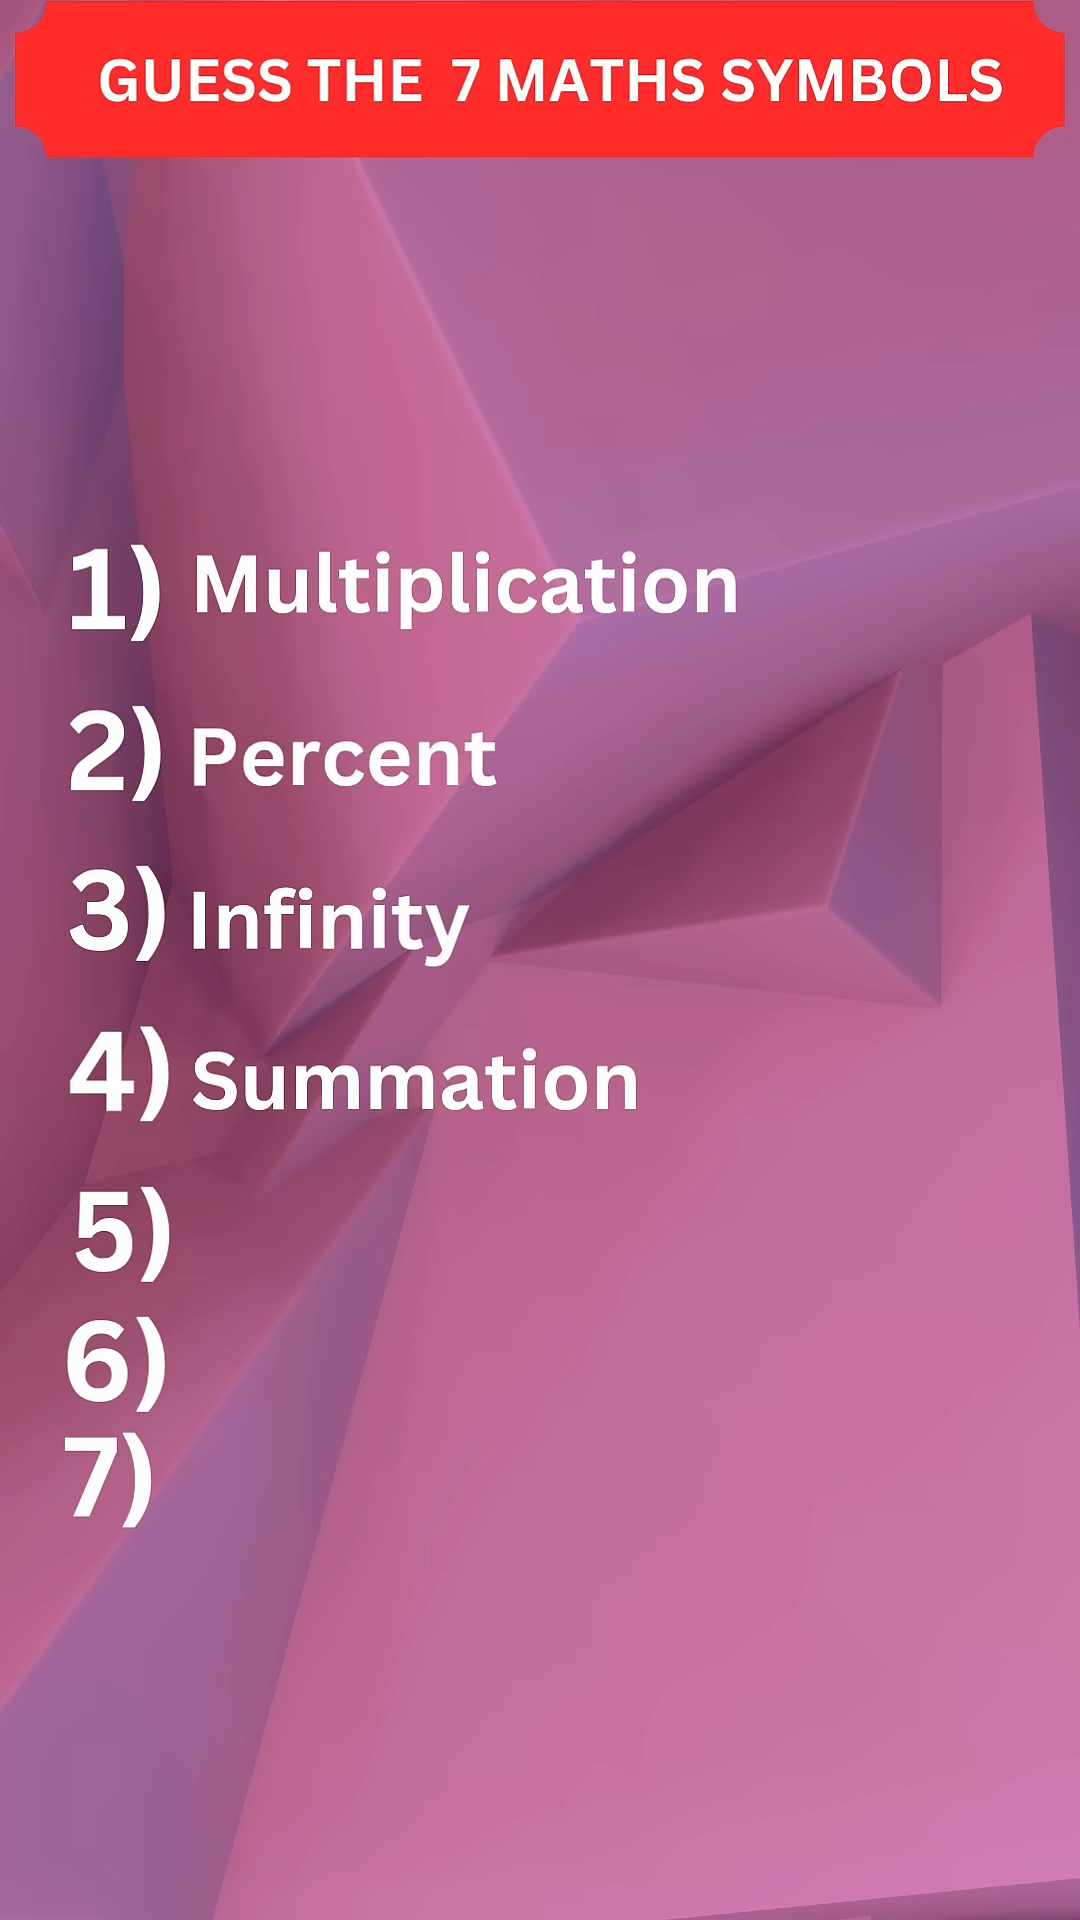 GUESS THE 7 MATHS SYMBOLS
1) Multiplication
2) Percent
3) Infinity
4) Summation
5)
6)
7)